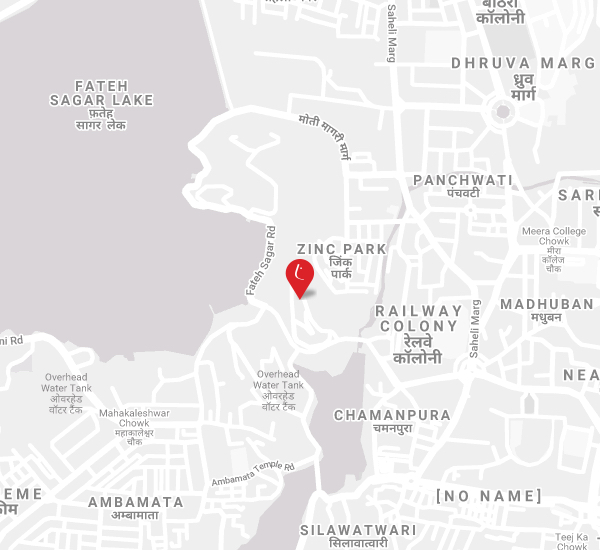 बोठरा
कॉलोनी
Saheli Marg
DHRUVA MARG
ध्रुव
मार्ग
FATEH
SAGAR LAKE
फ़तेह
सागर लेक
मोती मागरी मार्ग
PANCHWATI
पंचवटी
SAR
Meera College
Chowk
मीरा
कॉलेज
चौक
Fateh Sagar Rd
ZINC PARK
जिंक
पार्क
MADHUBAN
मधुबन
RAILWAY
COLONY
रेलवे
कॉलोनी
Saheli Marg
ni Rd
NEA
Overhead
Water Tank
ओवरहेड
वॉटर टैंक
Overhead
Water Tank
ओवरहेड
वॉटर टैंक
Mahakaleshwar
Chowk
महाकालेश्वर
चौक
CHAMANPURA
चमनपुरा
Ambamata Temple Rd
EME
AMBAMATA
अम्बामाता
[NO NAME]
SILAWATWARI
सिलावात्वारी
Teej Ka
Chowk